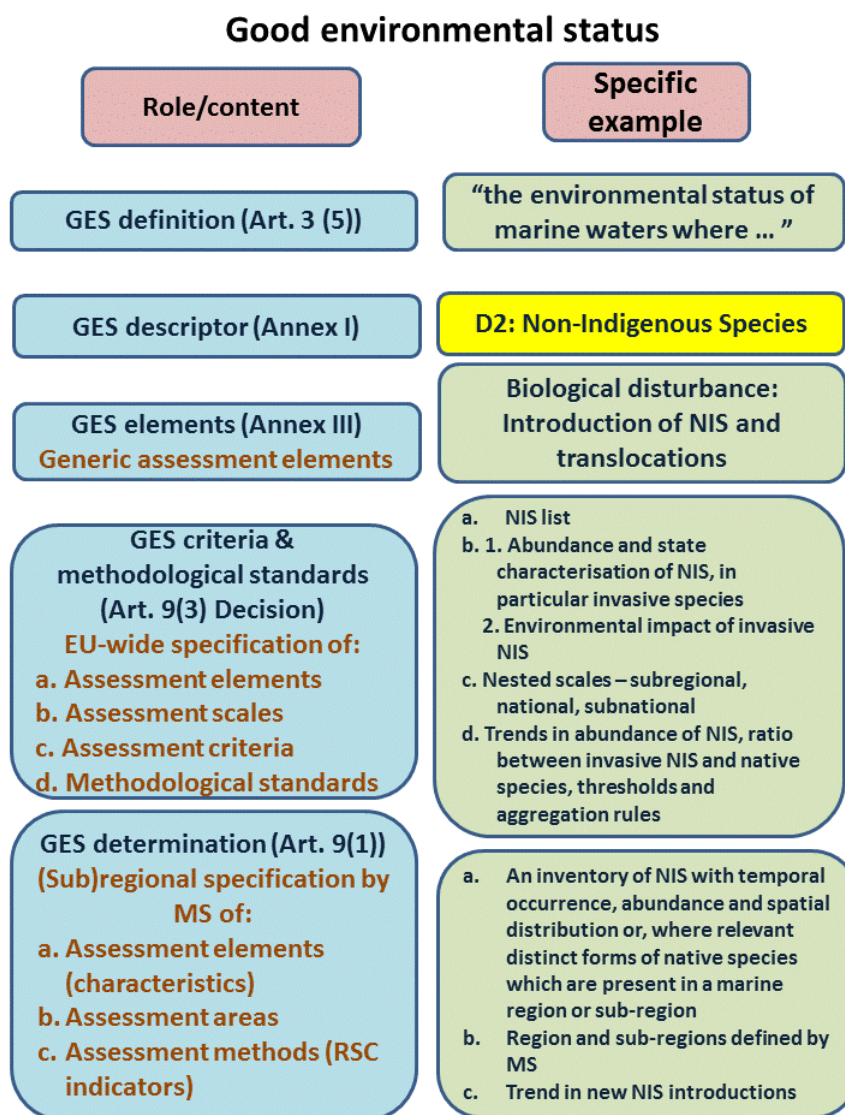 Good environmental status
Role/content
Specific
example
GES definition (Art. 3 (5))
“the environmental status of
marine waters where ... ”
GES descriptor (Annex I)
D2: Non-Indigenous Species
GES elements (Annex III)
Generic assessment elements
Biological disturbance:
Introduction of NIS and
translocations
GES criteria &
methodological standards
(Art. 9(3) Decision)
EU-wide specification of:
a. Assessment elements
b. Assessment scales
c. Assessment criteria
d. Methodological standards
a. NIS list
b. 1. Abundance and state
characterisation of NIS, in
particular invasive species
2. Environmental impact of invasive
NIS
c. Nested scales – subregional,
national, subnational
d. Trends in abundance of NIS, ratio
between invasive NIS and native
species, thresholds and
aggregation rules
GES determination (Art. 9(1))
(Sub)regional specification by
MS of:
a. Assessment elements
(characteristics)
b. Assessment areas
c. Assessment methods (RSC
indicators)
a. An inventory of NIS with temporal
occurrence, abundance and spatial
distribution or, where relevant
distinct forms of native species
which are present in a marine
region or sub-region
b. Region and sub-regions defined by
MS
c. Trend in new NIS introductions